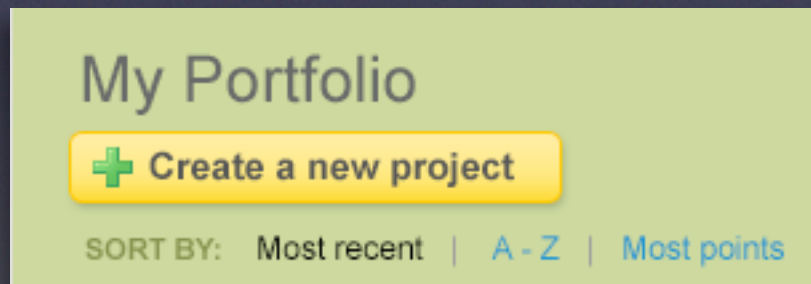 My Portfolio
Create a new project
SORT BY: Most recent | A - Z | Most points